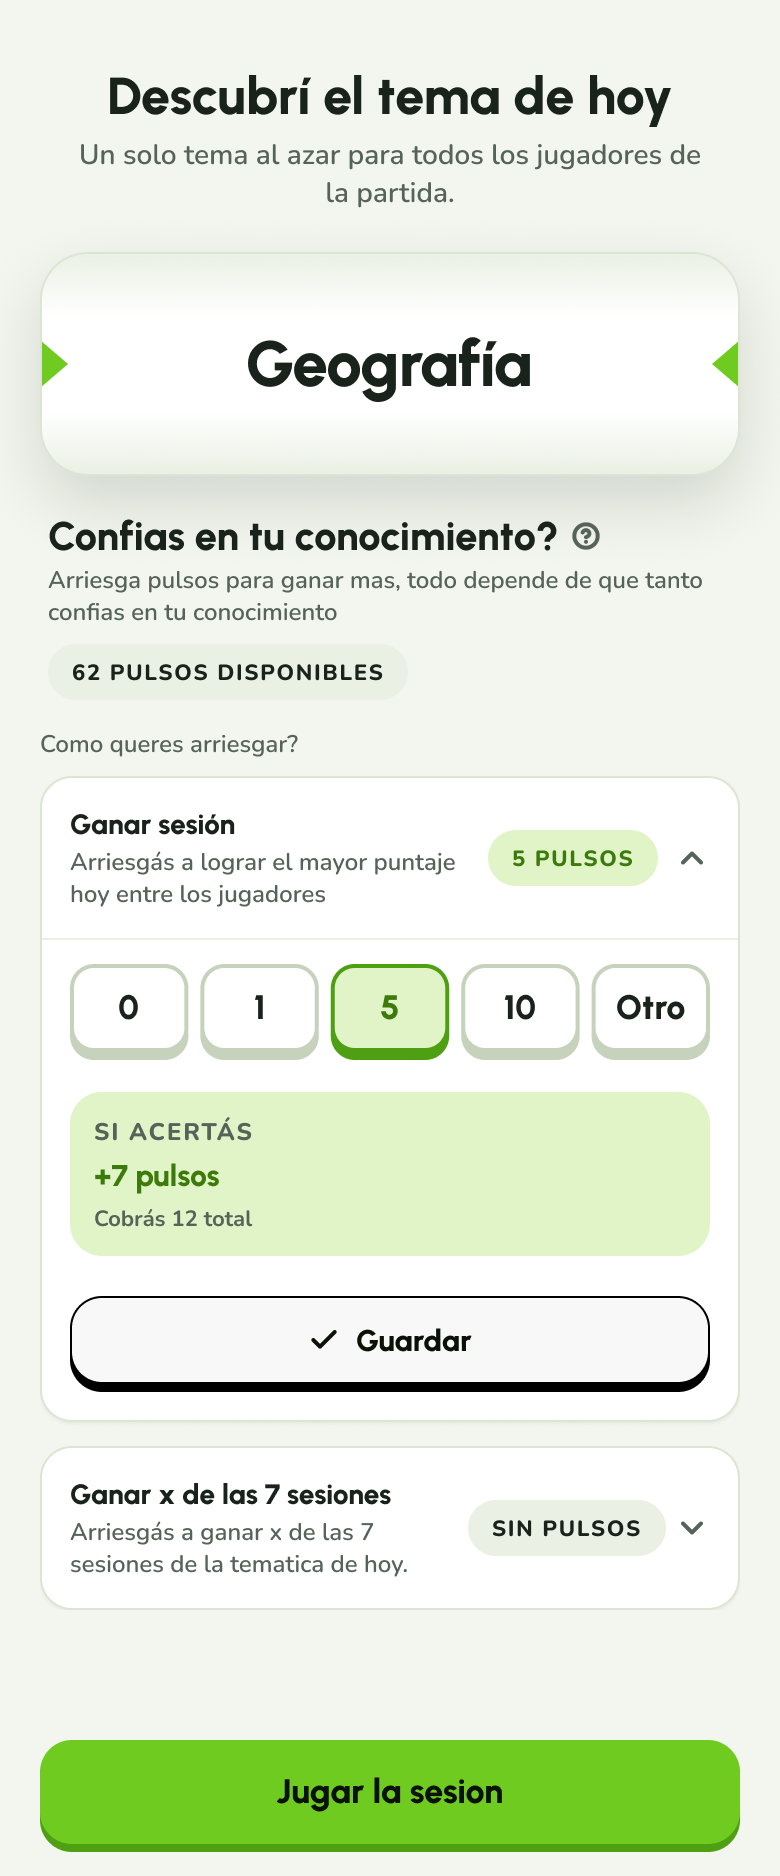 Descubrí el tema de hoy
Un solo tema al azar para todos los jugadores de
la partida.
Geografía
Confias en tu conocimiento?
Arriesga pulsos para ganar mas, todo depende de que tanto
confias en tu conocimiento
62 PULSOS DISPONIBLES
Como queres arriesgar?
Ganar sesión
Arriesgás a lograr el mayor puntaje
hoy entre los jugadores
5 PULSOS
0 1 5 10 Otro
SI ACERTÁS
+7 pulsos
Cobrás 12 total
Guardar
Ganar x de las 7 sesiones
Arriesgás a ganar x de las 7
sesiones de la tematica de hoy.
SIN PULSOS
Jugar la sesion